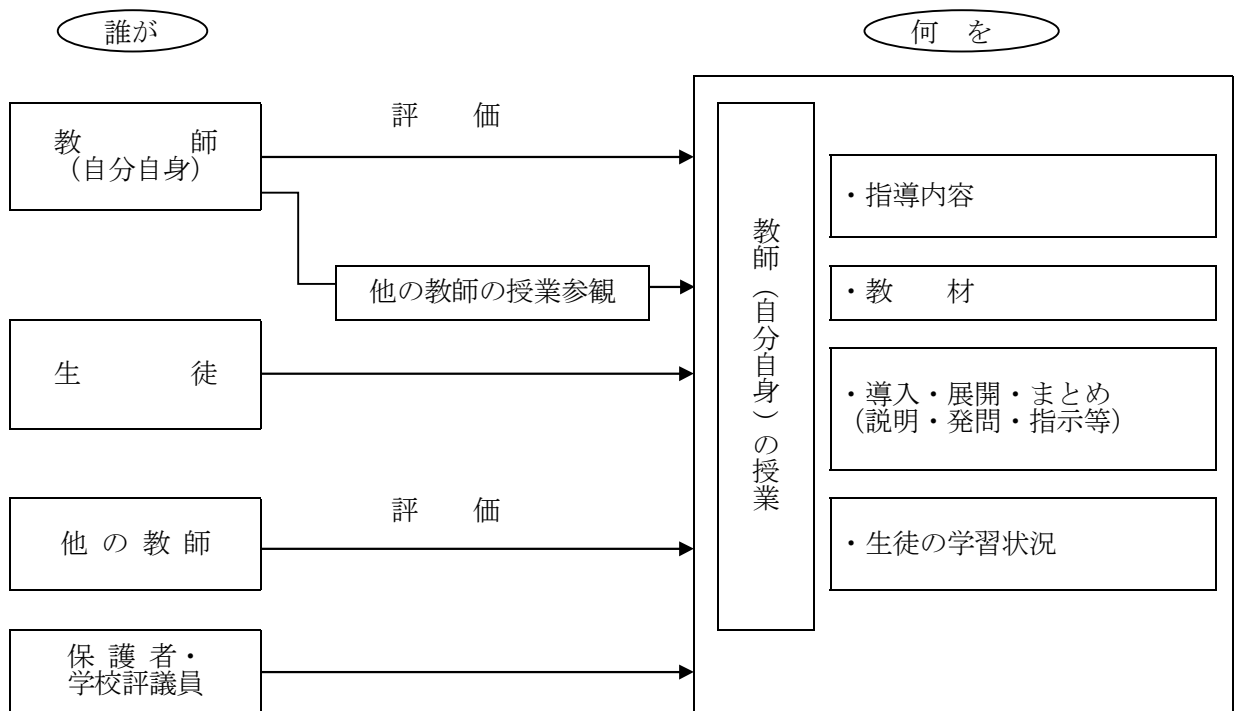 誰が
何 を
評 価
教 師
（自分自身）
他の教師の授業参観
生 徒
評 価
他 の 教 師
保 護 者・
学校評議員
教師（自分自身）の授業
・指導内容
・教 材
・導入・展開・まとめ
（説明・発問・指示等）
・生徒の学習状況